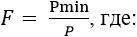 F = Pmin/P, где: